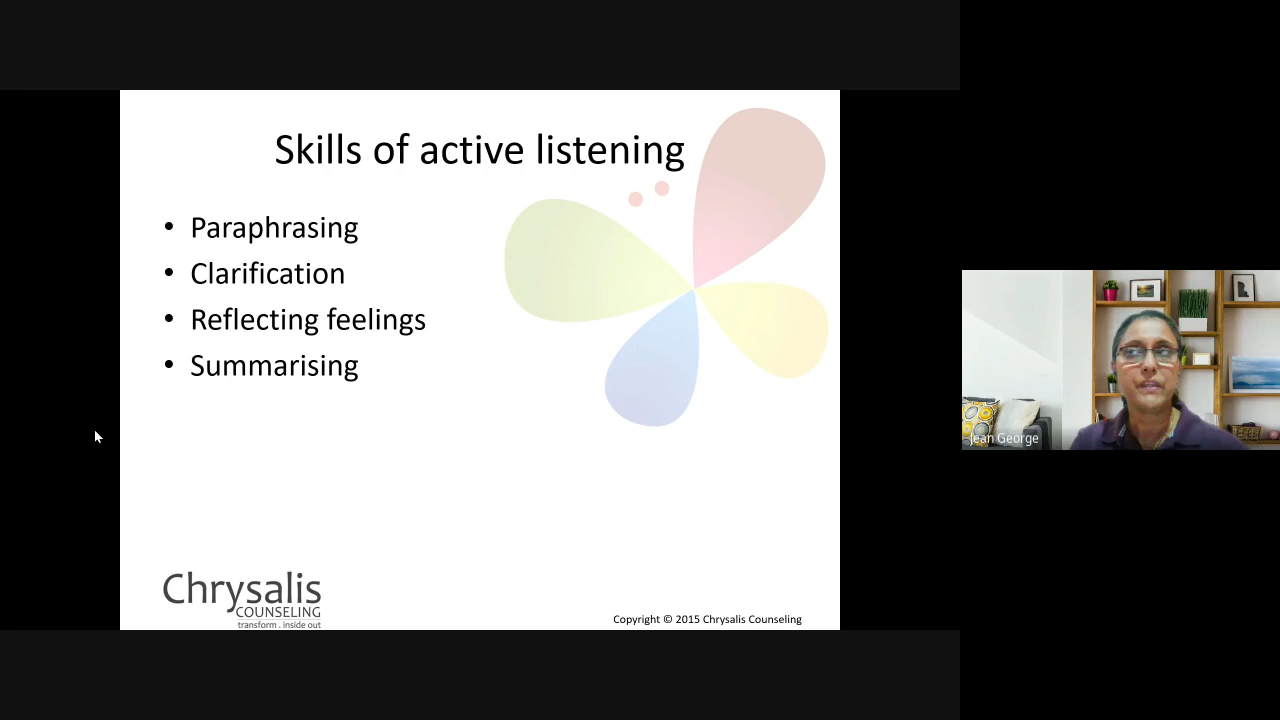 Skills of active listening
• Paraphrasing
• Clarification
• Reflecting feelings
• Summarising
Jean George
Chrysalis
COUNSELING
transform . inside out
Copyright © 2015 Chrysalis Counseling